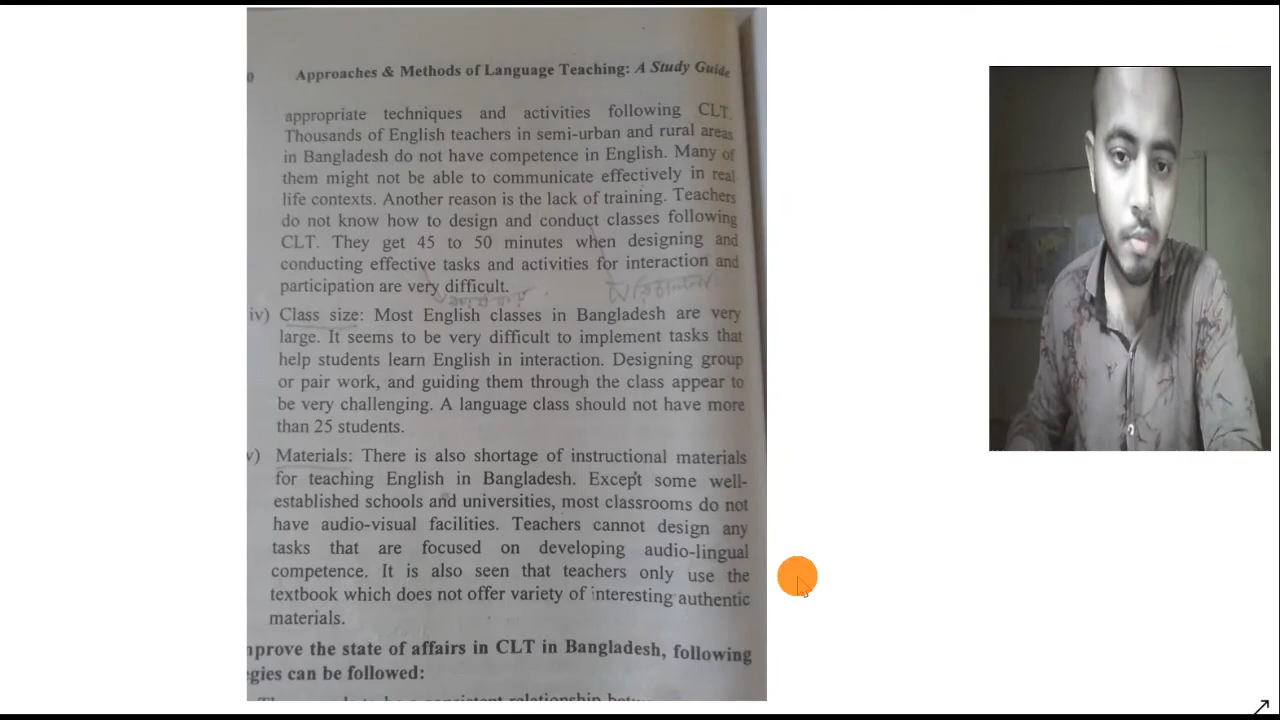 0 Approaches & Methods of Language Teaching: A Study Guide
appropriate techniques and activities following CLT.
Thousands of English teachers in semi-urban and rural areas
in Bangladesh do not have competence in English. Many of
them might not be able to communicate effectively in real
life contexts. Another reason is the lack of training. Teachers
do not know how to design and conduct classes following
CLT. They get 45 to 50 minutes when designing and
conducting effective tasks and activities for interaction and
participation are very difficult.
iv) Class size: Most English classes in Bangladesh are very
large. It seems to be very difficult to implement tasks that
help students learn English in interaction. Designing group
or pair work, and guiding them through the class appear to
be very challenging. A language class should not have more
than 25 students.
v) Materials: There is also shortage of instructional materials
for teaching English in Bangladesh. Except some well-
established schools and universities, most classrooms do not
have audio-visual facilities. Teachers cannot design any
tasks that are focused on developing audio-lingual
competence. It is also seen that teachers only use the
textbook which does not offer variety of interesting authentic
materials.
prove the state of affairs in CLT in Bangladesh, following
gies can be followed: